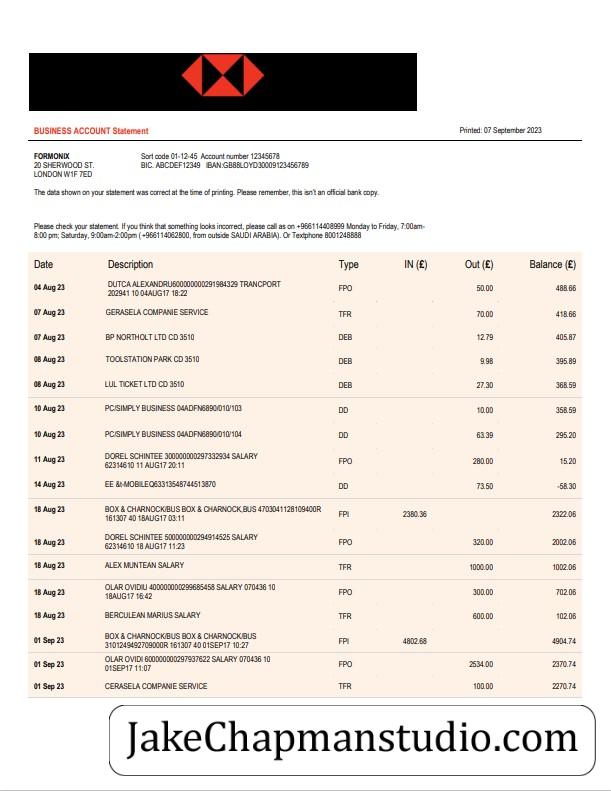 BUSINESS ACCOUNT Statement Printed: 07 September 2023
FORMONIX Sort code 01-12-45 Account number 12345678
20 SHERWOOD ST. BIC. ABCDEF12349 IBAN:GB88LOYD30009123456789
LONDON W1F 7ED
The data shown on your statement was correct at the time of printing. Please remember, this isn't an official bank copy.
Please check your statement. If you think that something looks incorrect, please call as on +966114408999 Monday to Friday, 7:00am-
8:00 pm; Saturday, 9:00am-2:00pm ( +966114062800, from outside SAUDI ARABIA). Or Textphone 8001248888
Date Description Type IN (£) Out (£) Balance (£)
04 Aug 23 DUTCA ALEXANDRU600000000291984329 TRANCPORT FPO 50.00 488.66
202941 10 04AUG17 18:22
07 Aug 23 GERASELA COMPANIE SERVICE TFR 70.00 418.66
07 Aug 23 BP NORTHOLT LTD CD 3510 DEB 12.79 405.87
08 Aug 23 TOOLSTATION PARK CD 3510 DEB 9.98 395.89
08 Aug 23 LUL TICKET LTD CD 3510 DEB 27.30 368.59
10 Aug 23 PC/SIMPLY BUSINESS 04ADFN6890/010/103 DD 10.00 358.59
10 Aug 23 PC/SIMPLY BUSINESS 04ADFN6890/010/104 DD 63.39 295.20
11 Aug 23 DOREL SCHINTEE 300000000297332934 SALARY FPO 280.00 15.20
62314610 11 AUG17 20:11
14 Aug 23 EE &t-MOBILEQ63313548744513870 DD 73.50 -58.30
18 Aug 23 BOX & CHARNOCK/BUS BOX & CHARNOCK,BUS 4703041128109400R FPI 2380.36 2322.06
161307 40 18AUG17 03:11
18 Aug 23 DOREL SCHINTEE 500000000294914525 SALARY FPO 320.00 2002.06
62314610 18 AUG17 11:23
18 Aug 23 ALEX MUNTEAN SALARY TFR 1000.00 1002.06
18 Aug 23 OLAR OVIDIU 400000000299685458 SALARY 070436 10 FPO 300.00 702.06
18AUG17 16:42
18 Aug 23 BERCULEAN MARIUS SALARY TFR 600.00 102.06
01 Sep 23 BOX & CHARNOCK/BUS BOX & CHARNOCK/BUS FPI 4802.68 4904.74
3101249492709000R 161307 40 01SEP17 10:27
01 Sep 23 OLAR OVIDI 600000000297937622 SALARY 070436 10 FPO 2534.00 2370.74
01SEP17 11:07
01 Sep 23 CERASELA COMPANIE SERVICE TFR 100.00 2270.74
JakeChapmanstudio.com